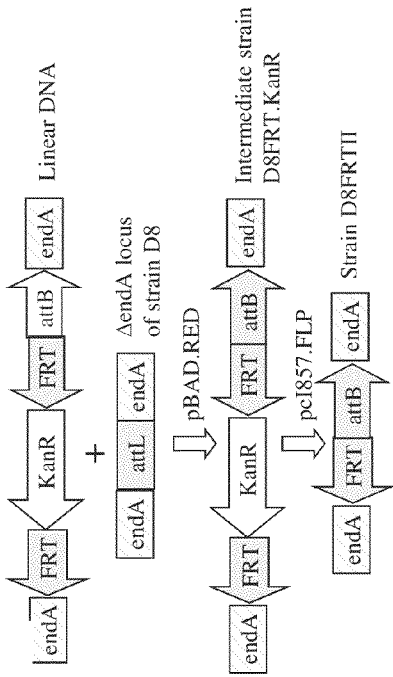 endA FRT KanR FRT attB endA Linear DNA
+
endA attL endA ΔendA locus
of strain D8
pBAD.RED
endA FRT KanR FRT attB endA Intermediate strain
D8FRT.KanR
pcI857.FLP
endA FRT attB endA Strain D8FRTII